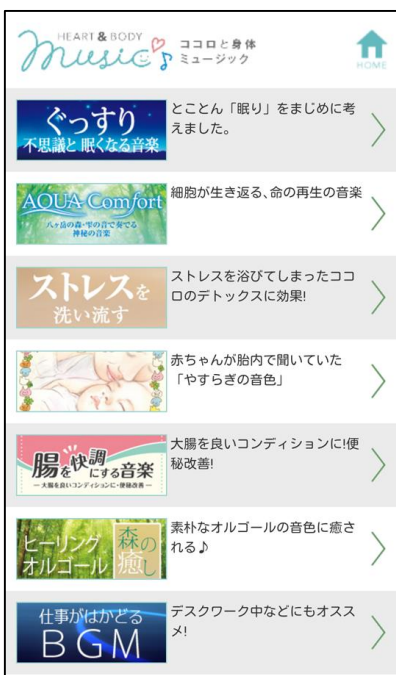 HEART & BODY
Music
ココロと身体
ミュージック
HOME
ぐっすり
不思議と眠くなる音楽
とことん「眠り」をまじめに考
えました。
AQUA Comfort
八ヶ岳の森・雫の音で奏でる
神秘の音楽
細胞が生き返る、命の再生の音楽
ストレスを
洗い流す
ストレスを浴びてしまったココ
ロのデトックスに効果!
赤ちゃんが胎内で聞いていた
「やすらぎの音色」
腸を快調
にする音楽
―大腸を良いコンディションに・便秘改善―
大腸を良いコンディションに!便
秘改善!
ヒーリング
オルゴール
森の
癒し
素朴なオルゴールの音色に癒さ
れる♪
仕事がはかどる
BGM
デスクワーク中などにもオスス
メ!